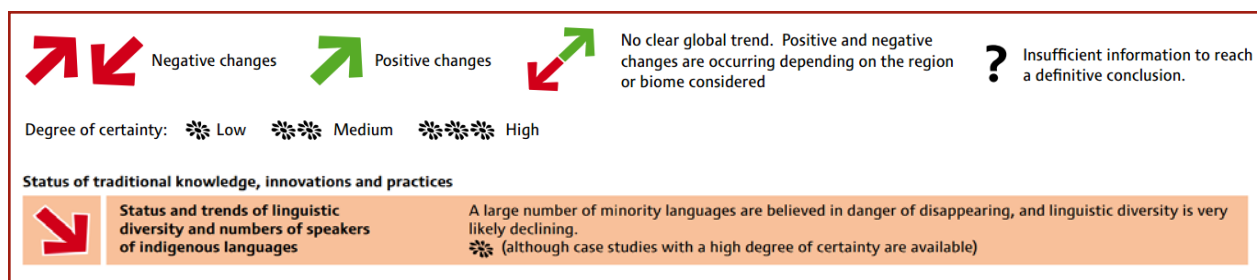 Negative changes
Positive changes
No clear global trend. Positive and negative
changes are occurring depending on the region
or biome considered
?
Insufficient information to reach
a definitive conclusion.
Degree of certainty: Low Medium High
Status of traditional knowledge, innovations and practices
Status and trends of linguistic
diversity and numbers of speakers
of indigenous languages
A large number of minority languages are believed in danger of disappearing, and linguistic diversity is very
likely declining.
(although case studies with a high degree of certainty are available)